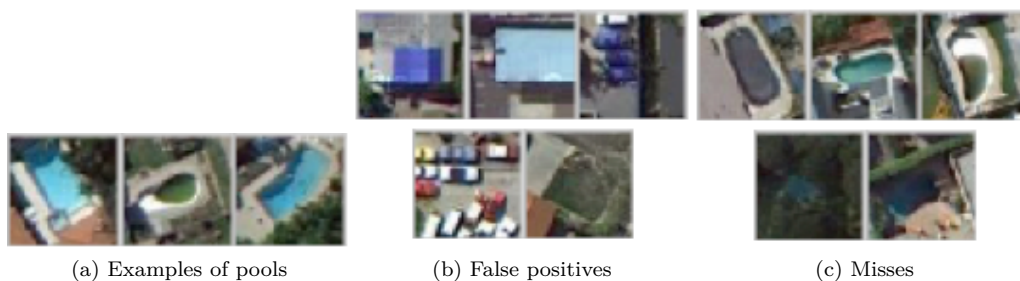 (a) Examples of pools
(b) False positives
(c) Misses